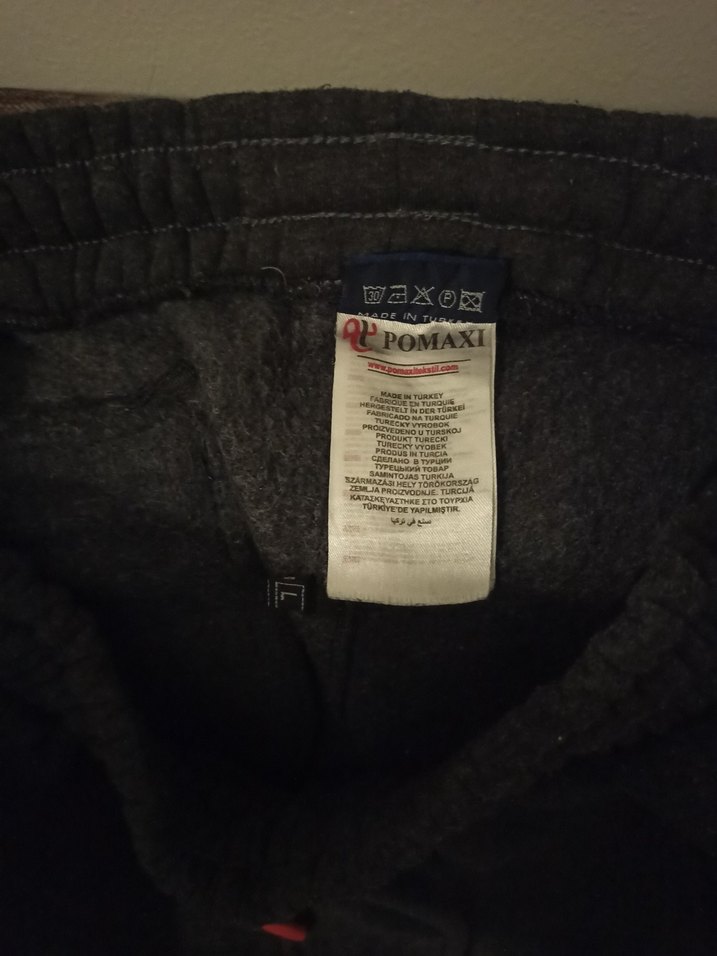 30 P
MADE IN TURKEY
POMAXI
www.pomaxitekstil.com
MADE IN TURKEY
FABRIQUE EN TURQUIE
HERGESTELT IN DER TÜRKEI
FABRICADO NA TURQUIE
TURECKY VYROBOK
PROIZVEDENO U TURSKOJ
PRODUKT TURECKI
TURECKY VYOBEK
PRODUS IN TURCIA
СДЕЛАНО В ТУРЦИИ
ТУРЕЦЬКИЙ ТОВАР
SAMINTOJAS TURKIJA
SZÁRMAZÁSI HELY TÖRÖKORSZÁG
ZEMLJA PROIZVODNJE: TURCIJA
ΚΑΤΑΣΚΕΥΑΣΤΗΚΕ ΣΤΟ ΤΟΥΡΧΙΑ
TÜRKİYE'DE YAPILMIŞTIR.
صنع في تركيا
L